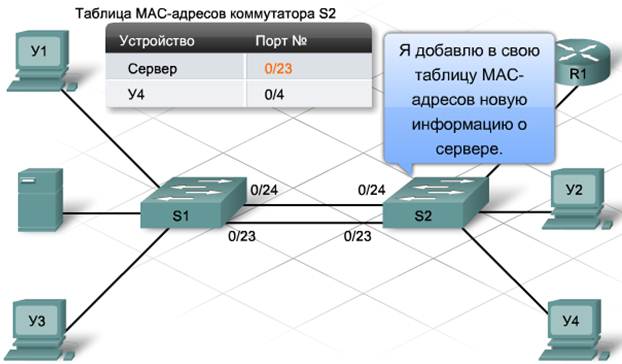 Таблица MAC-адресов коммутатора S2
Устройство Порт №
Сервер 0/23
У4 0/4
Я добавлю в свою
таблицу MAC-
адресов новую
информацию о
сервере.
У1
R1
0/24 0/24
S1 S2
У2
0/23 0/23
У3
У4